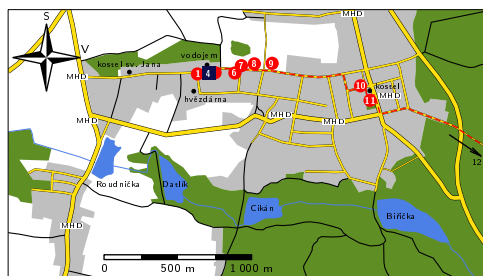 S
MHD
V
vodojem
kostel sv. Jana
7 8 9
1 4 6
MHD
10 kostel
MHD
hvězdárna
11
MHD
MHD
MHD
12
Roudnička
Datlík
Cikán
Biřička
MHD
0 500 m 1 000 m